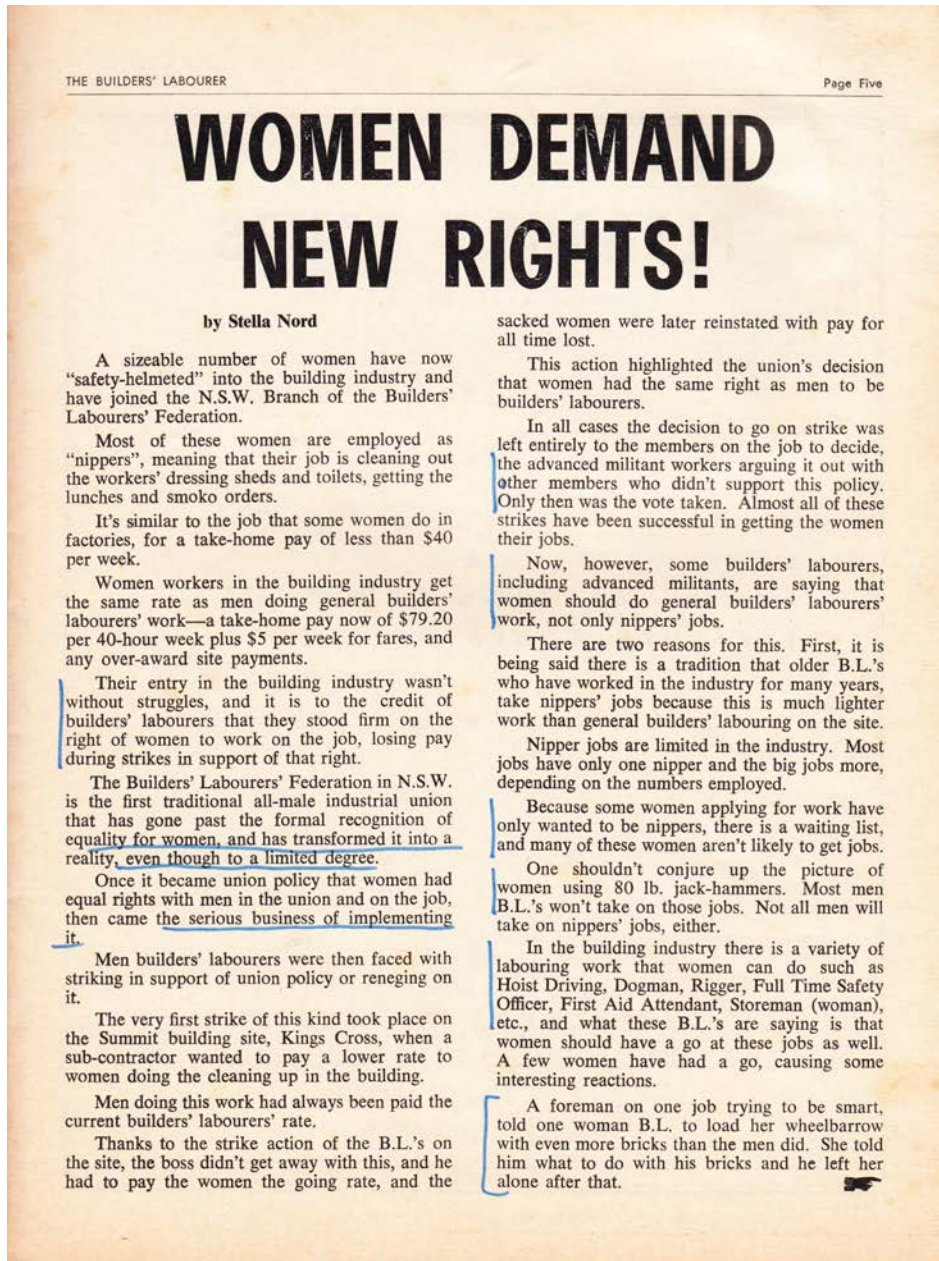 THE BUILDERS' LABOURER
Page Five
WOMEN DEMAND
NEW RIGHTS!
by Stella Nord
A sizeable number of women have now
"safety-helmeted" into the building industry and
have joined the N.S.W. Branch of the Builders'
Labourers' Federation.
Most of these women are employed as
"nippers", meaning that their job is cleaning out
the workers' dressing sheds and toilets, getting the
lunches and smoko orders.
It's similar to the job that some women do in
factories, for a take-home pay of less than $40
per week.
Women workers in the building industry get
the same rate as men doing general builders'
labourers' work—a take-home pay now of $79.20
per 40-hour week plus $5 per week for fares, and
any over-award site payments.
Their entry in the building industry wasn't
without struggles, and it is to the credit of
builders' labourers that they stood firm on the
right of women to work on the job, losing pay
during strikes in support of that right.
The Builders' Labourers' Federation in N.S.W.
is the first traditional all-male industrial union
that has gone past the formal recognition of
equality for women, and has transformed it into a
reality, even though to a limited degree.
Once it became union policy that women had
equal rights with men in the union and on the job,
then came the serious business of implementing
it.
Men builders' labourers were then faced with
striking in support of union policy or reneging on
it.
The very first strike of this kind took place on
the Summit building site, Kings Cross, when a
sub-contractor wanted to pay a lower rate to
women doing the cleaning up in the building.
Men doing this work had always been paid the
current builders' labourers' rate.
Thanks to the strike action of the B.L.'s on
the site, the boss didn't get away with this, and he
had to pay the women the going rate, and the
sacked women were later reinstated with pay for
all time lost.
This action highlighted the union's decision
that women had the same right as men to be
builders' labourers.
In all cases the decision to go on strike was
left entirely to the members on the job to decide,
the advanced militant workers arguing it out with
other members who didn't support this policy.
Only then was the vote taken. Almost all of these
strikes have been successful in getting the women
their jobs.
Now, however, some builders' labourers,
including advanced militants, are saying that
women should do general builders' labourers'
work, not only nippers' jobs.
There are two reasons for this. First, it is
being said there is a tradition that older B.L.'s
who have worked in the industry for many years,
take nippers' jobs because this is much lighter
work than general builders' labouring on the site.
Nipper jobs are limited in the industry. Most
jobs have only one nipper and the big jobs more,
depending on the numbers employed.
Because some women applying for work have
only wanted to be nippers, there is a waiting list,
and many of these women aren't likely to get jobs.
One shouldn't conjure up the picture of
women using 80 lb. jack-hammers. Most men
B.L.'s won't take on those jobs. Not all men will
take on nippers' jobs, either.
In the building industry there is a variety of
labouring work that women can do such as
Hoist Driving, Dogman, Rigger, Full Time Safety
Officer, First Aid Attendant, Storeman (woman),
etc., and what these B.L.'s are saying is that
women should have a go at these jobs as well.
A few women have had a go, causing some
interesting reactions.
A foreman on one job trying to be smart,
told one woman B.L. to load her wheelbarrow
with even more bricks than the men did. She told
him what to do with his bricks and he left her
alone after that.